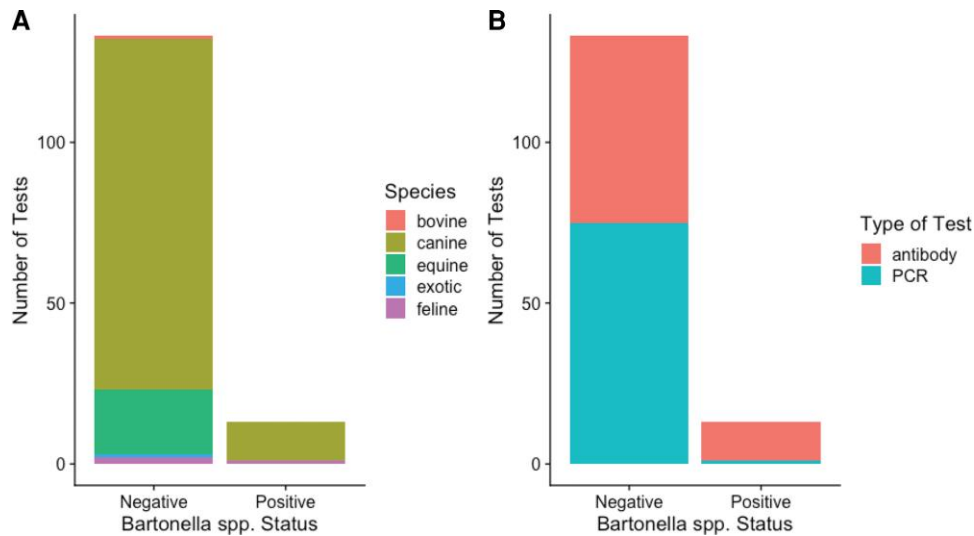 A
Number of Tests
100
50
0
Negative
Positive
Bartonella spp. Status
Species
bovine
canine
equine
exotic
feline
B
Number of Tests
100
50
0
Negative
Positive
Bartonella spp. Status
Type of Test
antibody
PCR